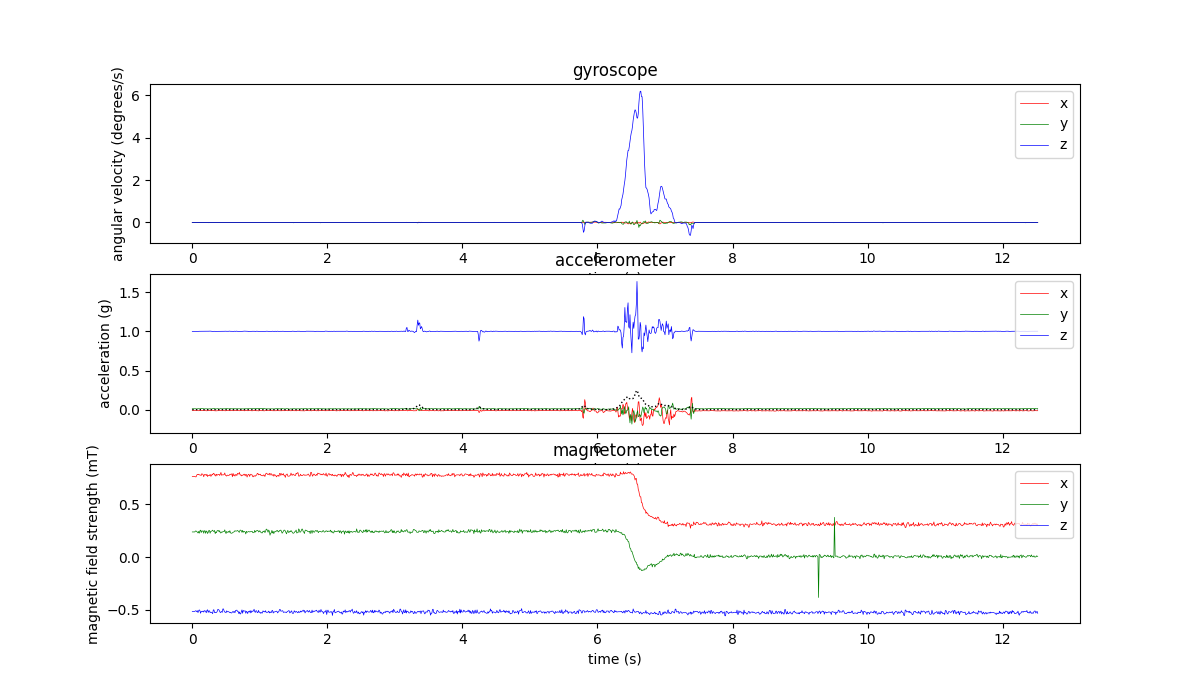 gyroscope
angular velocity (degrees/s)
6
4
2
0
x
y
z
0 2 4 6 8 10 12
accelerometer
acceleration (g)
1.5
1.0
0.5
0.0
x
y
z
0 2 4 6 8 10 12
magnetometer
magnetic field strength (mT)
0.5
0.0
−0.5
x
y
z
0 2 4 6 8 10 12
time (s)